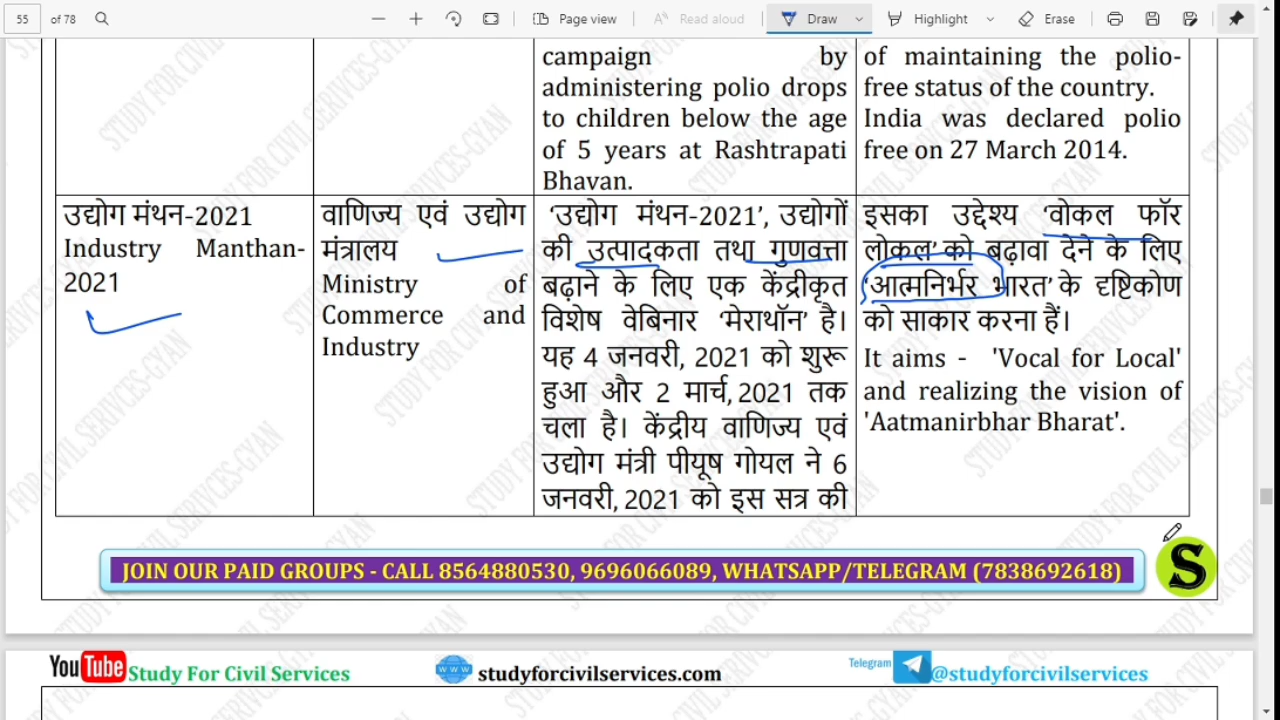 55 of 78
Page view
Read aloud
Draw
Highlight
Erase
campaign by
administering polio drops
to children below the age
of 5 years at Rashtrapati
Bhavan.
of maintaining the polio-
free status of the country.
India was declared polio
free on 27 March 2014.
उद्योग मंथन-2021
Industry Manthan-
2021
वाणिज्य एवं उद्योग
मंत्रालय
Ministry of
Commerce and
Industry
'उद्योग मंथन-2021', उद्योगों
की उत्पादकता तथा गुणवत्ता
बढ़ाने के लिए एक केंद्रीकृत
विशेष वेबिनार 'मेराथॉन' है।
यह 4 जनवरी, 2021 को शुरू
हुआ और 2 मार्च, 2021 तक
चला है। केंद्रीय वाणिज्य एवं
उद्योग मंत्री पीयूष गोयल ने 6
जनवरी, 2021 को इस सत्र की
इसका उद्देश्य 'वोकल फॉर
लोकल' को बढ़ावा देने के लिए
'आत्मनिर्भर भारत' के दृष्टिकोण
को साकार करना हैं।
It aims - 'Vocal for Local'
and realizing the vision of
'Aatmanirbhar Bharat'.
JOIN OUR PAID GROUPS - CALL 8564880530, 9696066089, WHATSAPP/TELEGRAM (7838692618)
S
YouTube Study For Civil Services
www studyforcivilservices.com
Telegram @studyforcivilservices
STUDY FOR CIVIL SERIVCES-GYAN